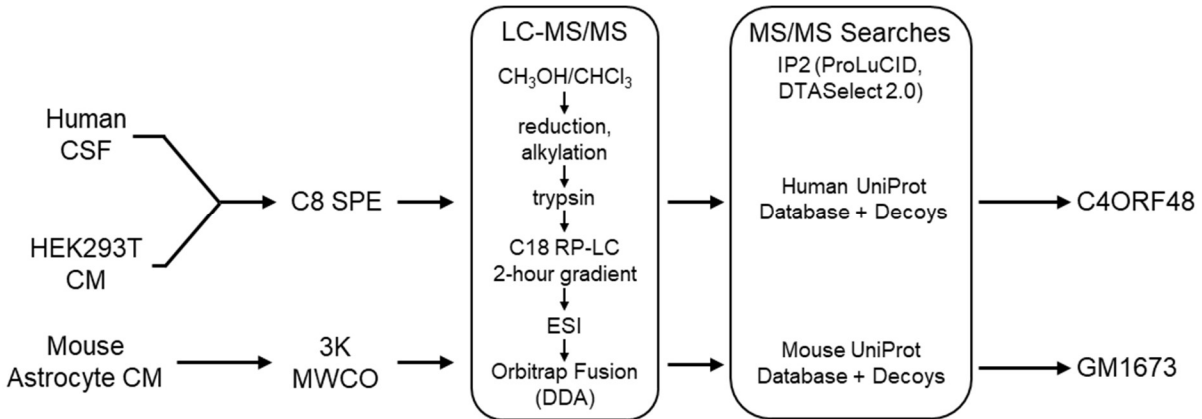 Human
CSF
HEK293T
CM
Mouse
Astrocyte CM
C8 SPE
3K
MWCO
LC-MS/MS
CH₃OH/CHCl₃
reduction,
alkylation
trypsin
C18 RP-LC
2-hour gradient
ESI
Orbitrap Fusion
(DDA)
MS/MS Searches
IP2 (ProLuCID,
DTASelect 2.0)
Human UniProt
Database + Decoys
Mouse UniProt
Database + Decoys
C4ORF48
GM1673